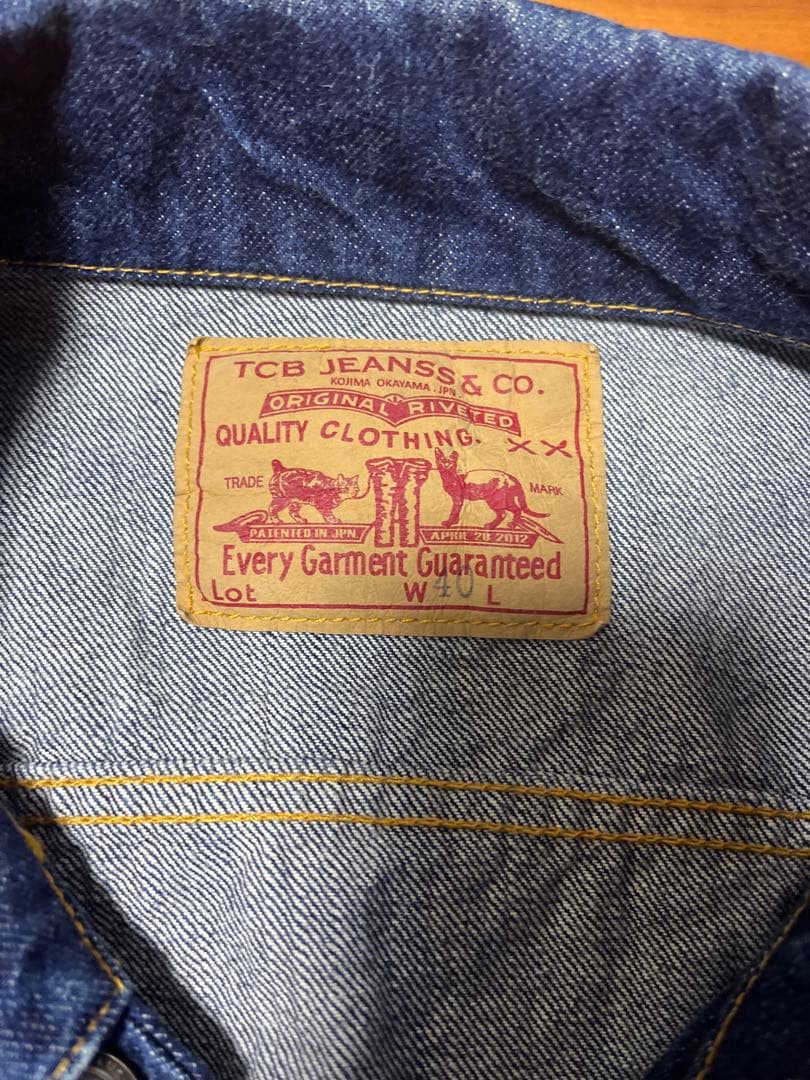 TCB JEANSS & CO.
KOJIMA OKAYAMA. JPN
ORIGINAL RIVETED
QUALITY CLOTHING. XX
TRADE MARK
PATENTED IN JPN. APRIL 28 2012
Every Garment Guaranteed
Lot W 40 L